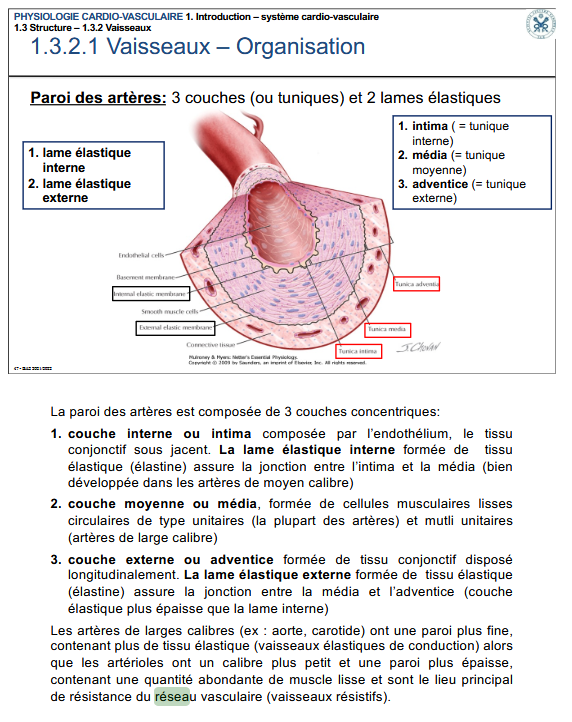 PHYSIOLOGIE CARDIO-VASCULAIRE 1. Introduction – système cardio-vasculaire
1.3 Structure – 1.3.2 Vaisseaux
1.3.2.1 Vaisseaux – Organisation
Paroi des artères: 3 couches (ou tuniques) et 2 lames élastiques
1. lame élastique
interne
2. lame élastique
externe
1. intima ( = tunique
interne)
2. média (= tunique
moyenne)
3. adventice (= tunique
externe)
Endothelial cells
Basement membrane
Internal elastic membrane
Smooth muscle cells
External elastic membrane
Connective tissue
Tunica adventia
Tunica media
Tunica intima
Mulroney & Myers: Netter's Essential Physiology.
Copyright © 2009 by Saunders, an imprint of Elsevier, Inc. All rights reserved.
La paroi des artères est composée de 3 couches concentriques:
1. couche interne ou intima composée par l'endothélium, le tissu
conjonctif sous jacent. La lame élastique interne formée de tissu
élastique (élastine) assure la jonction entre l'intima et la média (bien
développée dans les artères de moyen calibre)
2. couche moyenne ou média, formée de cellules musculaires lisses
circulaires de type unitaires (la plupart des artères) et mutli unitaires
(artères de large calibre)
3. couche externe ou adventice formée de tissu conjonctif disposé
longitudinalement. La lame élastique externe formée de tissu élastique
(élastine) assure la jonction entre la média et l'adventice (couche
élastique plus épaisse que la lame interne)
Les artères de larges calibres (ex : aorte, carotide) ont une paroi plus fine,
contenant plus de tissu élastique (vaisseaux élastiques de conduction) alors
que les artérioles ont un calibre plus petit et une paroi plus épaisse,
contenant une quantité abondante de muscle lisse et sont le lieu principal
de résistance du réseau vasculaire (vaisseaux résistifs).